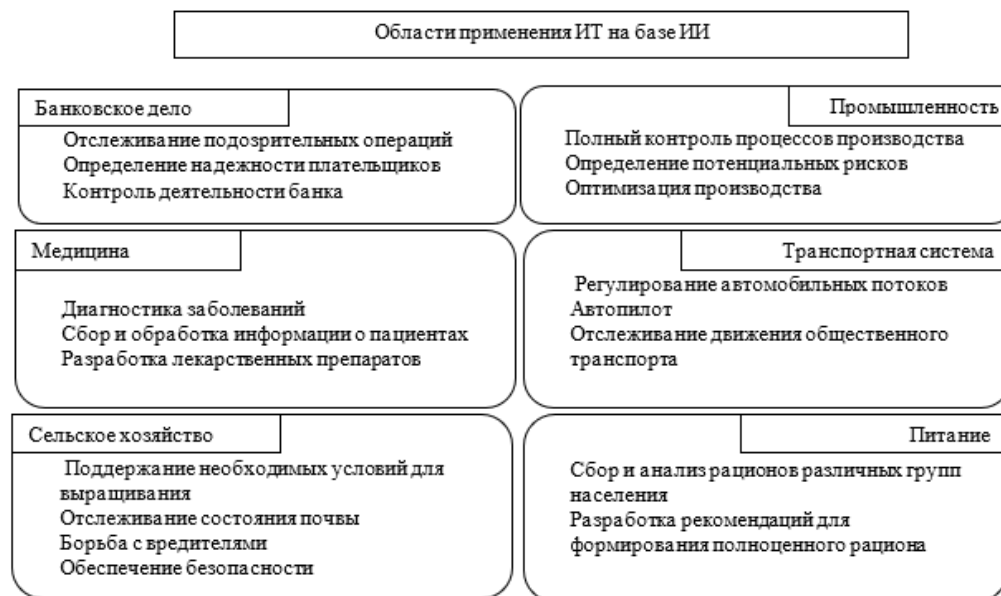 Области применения ИТ на базе ИИ
Банковское дело
Отслеживание подозрительных операций
Определение надежности плательщиков
Контроль деятельности банка
Промышленность
Полный контроль процессов производства
Определение потенциальных рисков
Оптимизация производства
Медицина
Диагностика заболеваний
Сбор и обработка информации о пациентах
Разработка лекарственных препаратов
Транспортная система
Регулирование автомобильных потоков
Автопилот
Отслеживание движения общественного
транспорта
Сельское хозяйство
Поддержание необходимых условий для
выращивания
Отслеживание состояния почвы
Борьба с вредителями
Обеспечение безопасности
Питание
Сбор и анализ рационов различных групп
населения
Разработка рекомендаций для
формирования полноценного рациона